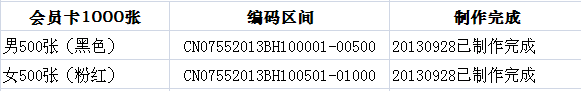 会员卡1000张 编码区间 制作完成
男500张（黑色） CN07552013BH100001-00500 20130928已制作完成
女500张（粉红） CN07552013BH100501-01000 20130928已制作完成